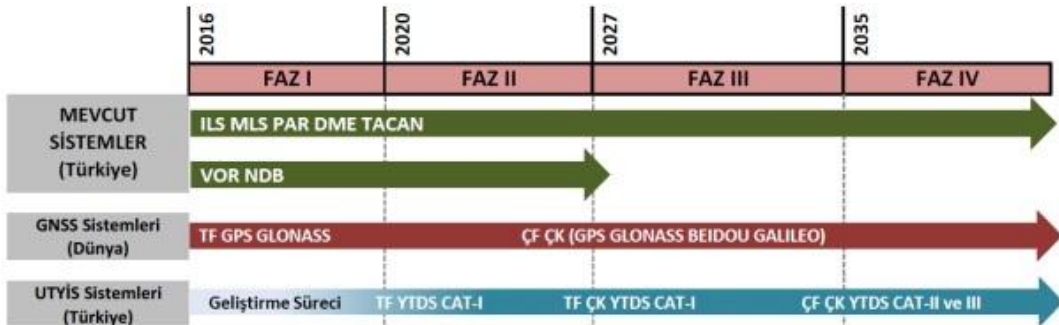 2016
2020
2027
2035
FAZ I
FAZ II
FAZ III
FAZ IV
MEVCUT
SİSTEMLER
(Türkiye)
ILS MLS PAR DME TACAN
VOR NDB
GNSS Sistemleri
(Dünya)
TF GPS GLONASS
ÇF ÇK (GPS GLONASS BEIDOU GALILEO)
UTYİS Sistemleri
(Türkiye)
Geliştirme Süreci
TF YTDS CAT-I
TF ÇK YTDS CAT-I
ÇF ÇK YTDS CAT-II ve III